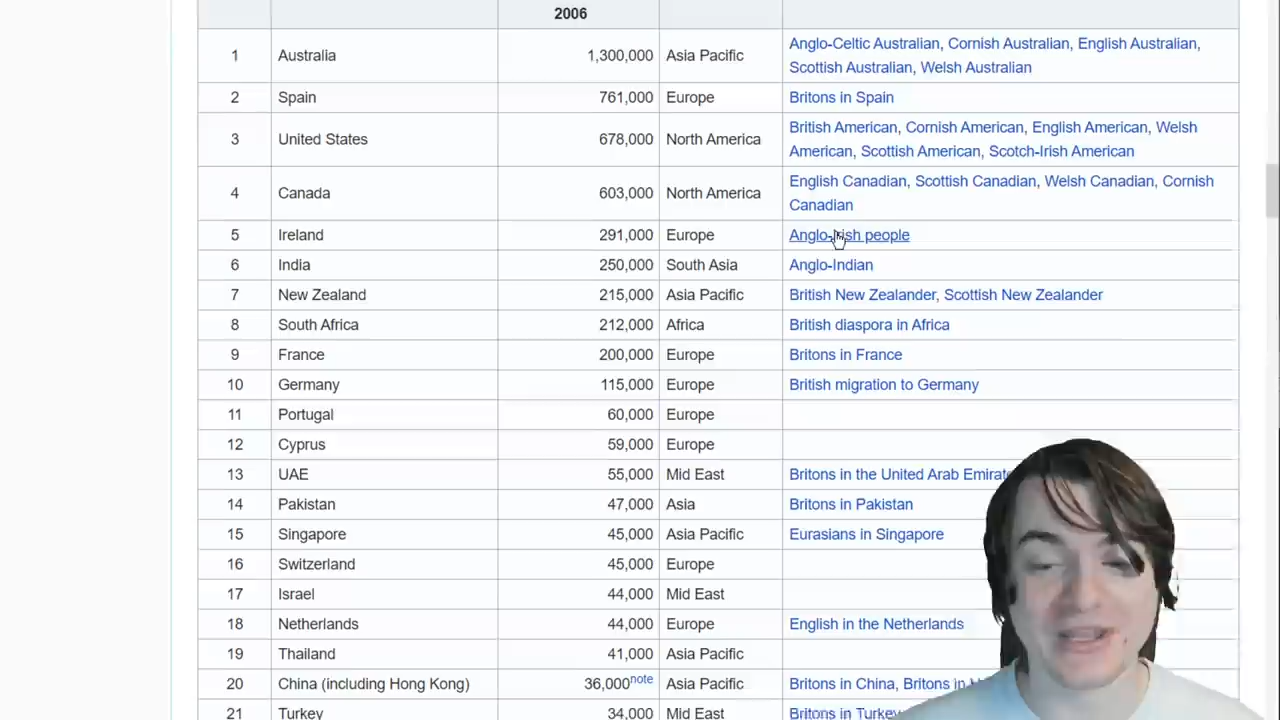 2006
1 Australia 1,300,000 Asia Pacific Anglo-Celtic Australian, Cornish Australian, English Australian,
Scottish Australian, Welsh Australian
2 Spain 761,000 Europe Britons in Spain
3 United States 678,000 North America British American, Cornish American, English American, Welsh
American, Scottish American, Scotch-Irish American
4 Canada 603,000 North America English Canadian, Scottish Canadian, Welsh Canadian, Cornish
Canadian
5 Ireland 291,000 Europe Anglo-Irish people
6 India 250,000 South Asia Anglo-Indian
7 New Zealand 215,000 Asia Pacific British New Zealander, Scottish New Zealander
8 South Africa 212,000 Africa British diaspora in Africa
9 France 200,000 Europe Britons in France
10 Germany 115,000 Europe British migration to Germany
11 Portugal 60,000 Europe
12 Cyprus 59,000 Europe
13 UAE 55,000 Mid East Britons in the United Arab
14 Pakistan 47,000 Asia Britons in Pakistan
15 Singapore 45,000 Asia Pacific Eurasians in Singapore
16 Switzerland 45,000 Europe
17 Israel 44,000 Mid East
18 Netherlands 44,000 Europe English in the Netherlands
19 Thailand 41,000 Asia Pacific
20 China (including Hong Kong) 36,000note Asia Pacific Britons in China, Britons in
21 Turkey 34,000 Mid East Britons in Turkey